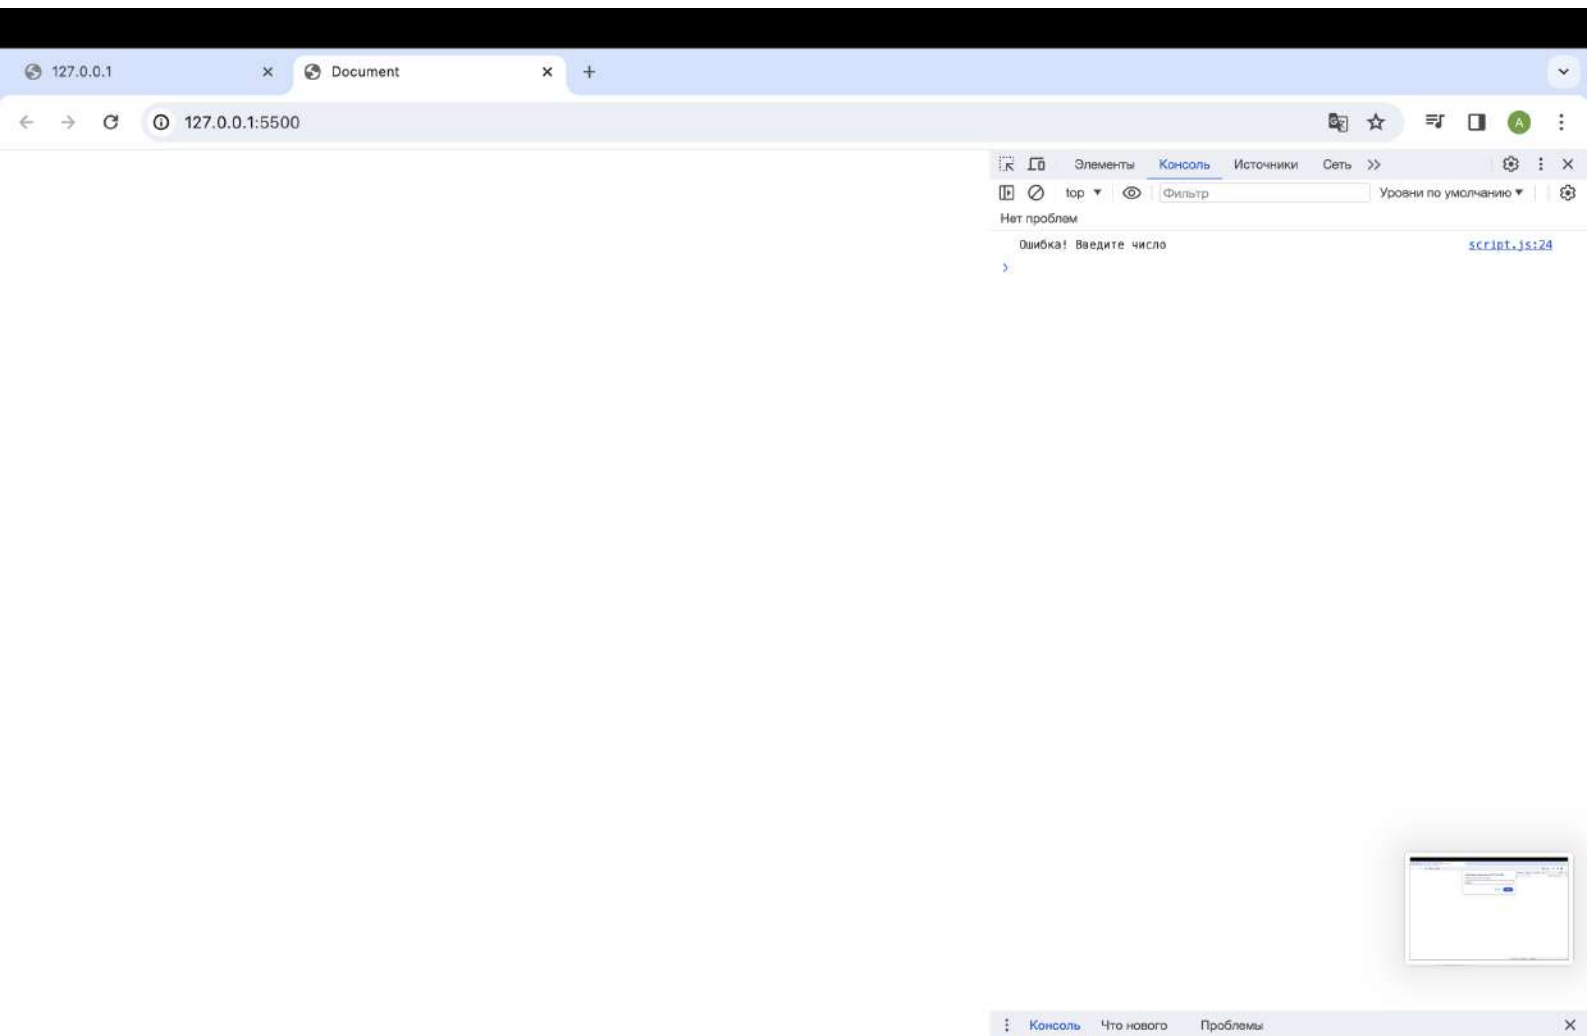 127.0.0.1
Document
127.0.0.1:5500
A
Элементы Консоль Источники Сеть
top Фильтр Уровни по умолчанию
Нет проблем
Ошибка! Введите число script.js:24
Консоль Что нового Проблемы